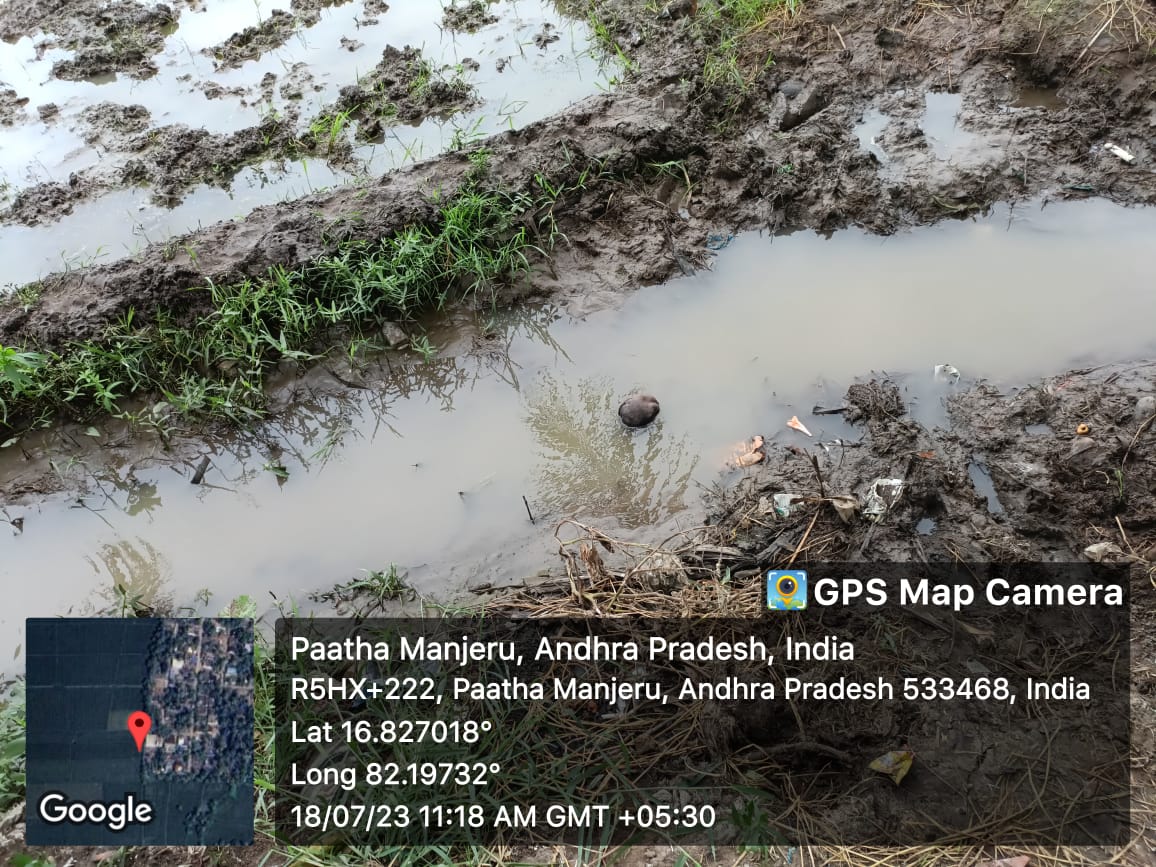 GPS Map Camera
Paatha Manjeru, Andhra Pradesh, India
R5HX+222, Paatha Manjeru, Andhra Pradesh 533468, India
Lat 16.827018°
Long 82.19732°
18/07/23 11:18 AM GMT +05:30
Google